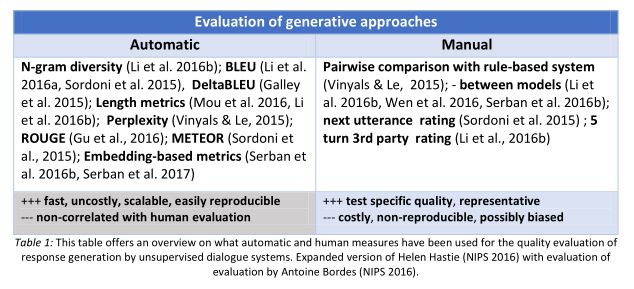 Evaluation of generative approaches
Automatic
N-gram diversity (Li et al. 2016b); BLEU (Li et al.
2016a, Sordoni et al. 2015), DeltaBLEU (Galley
et al. 2015); Length metrics (Mou et al. 2016, Li
et al. 2016b); Perplexity (Vinyals & Le, 2015);
ROUGE (Gu et al., 2016); METEOR (Sordoni et
al., 2015); Embedding-based metrics (Serban et
al. 2016b, Serban et al. 2017)
+++ fast, uncostly, scalable, easily reproducible
--- non-correlated with human evaluation
Manual
Pairwise comparison with rule-based system
(Vinyals & Le, 2015); - between models (Li et al.
2016b, Wen et al. 2016, Serban et al. 2016b);
next utterance rating (Sordoni et al. 2015) ; 5
turn 3rd party rating (Li et al., 2016b)
+++ test specific quality, representative
--- costly, non-reproducible, possibly biased
Table 1: This table offers an overview on what automatic and human measures have been used for the quality evaluation of
response generation by unsupervised dialogue systems. Expanded version of Helen Hastie (NIPS 2016) with evaluation of
evaluation by Antoine Bordes (NIPS 2016).